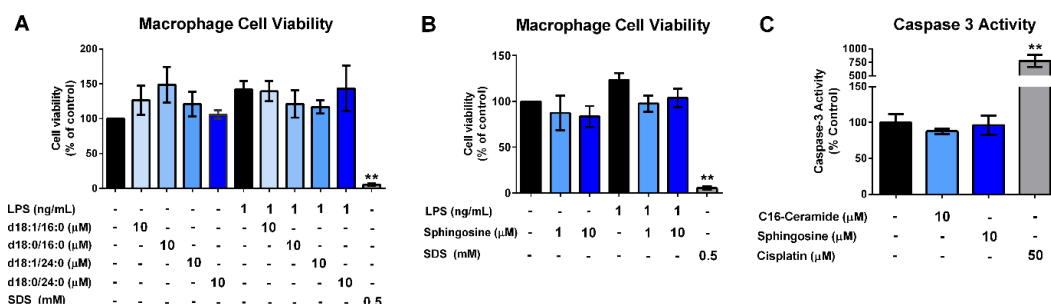 A
Macrophage Cell Viability
Cell viability
(% of control)
200
150
100
50
0
**
LPS (ng/mL) - - - - - 1 1 1 1 1 -
d18:1/16:0 (µM) - 10 - - - - 10 - - - -
d18:0/16:0 (µM) - - 10 - - - - 10 - - -
d18:1/24:0 (µM) - - - 10 - - - - 10 - -
d18:0/24:0 (µM) - - - - 10 - - - - 10 -
SDS (mM) - - - - - - - - - - 0.5
B
Macrophage Cell Viability
Cell viability
(% of control)
150
100
50
0
**
LPS (ng/mL) - - - 1 1 1 -
Sphingosine (µM) - 1 10 - 1 10 -
SDS (mM) - - - - - - 0.5
C
Caspase 3 Activity
Caspase-3 Activity
(% Control)
1000
750
500
250
150
100
50
0
**
C16-Ceramide (µM) - 10 - -
Sphingosine (µM) - - 10 -
Cisplatin (µM) - - - 50